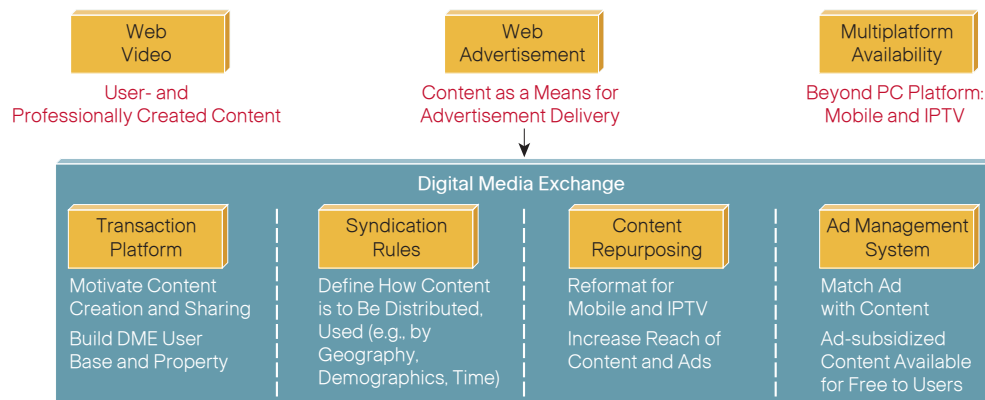 Web
Video
User- and
Professionally Created Content
Web
Advertisement
Content as a Means for
Advertisement Delivery
Multiplatform
Availability
Beyond PC Platform:
Mobile and IPTV
Digital Media Exchange
Transaction
Platform
Motivate Content
Creation and Sharing
Build DME User
Base and Property
Syndication
Rules
Define How Content
is to Be Distributed,
Used (e.g., by
Geography,
Demographics, Time)
Content
Repurposing
Reformat for
Mobile and IPTV
Increase Reach of
Content and Ads
Ad Management
System
Match Ad
with Content
Ad-subsidized
Content Available
for Free to Users